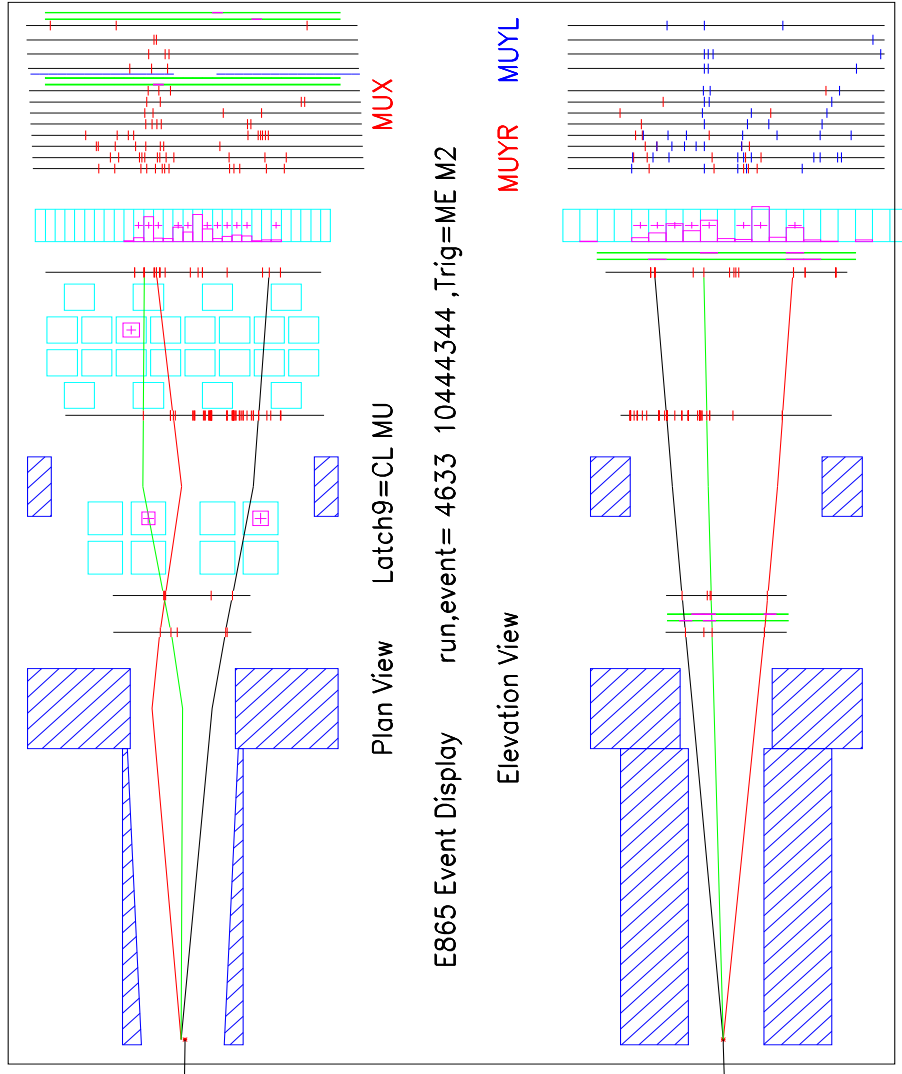 MUX
Plan View Latch9=CL MU
E865 Event Display run,event= 4633 10444344 ,Trig=ME M2
Elevation View
MUYR MUYL